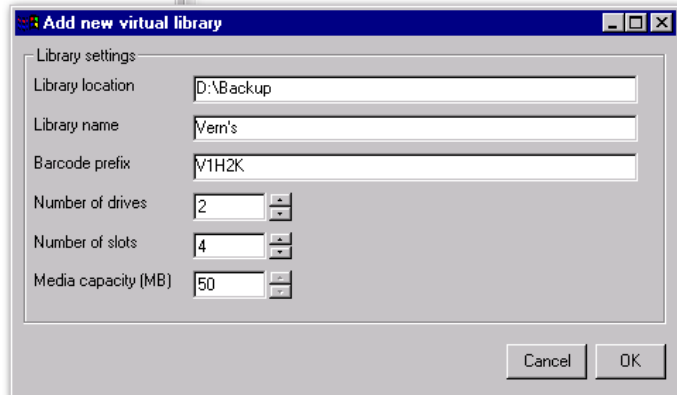 Add new virtual library
Library settings
Library location D:\Backup
Library name Vern's
Barcode prefix V1H2K
Number of drives 2
Number of slots 4
Media capacity (MB) 50
Cancel OK